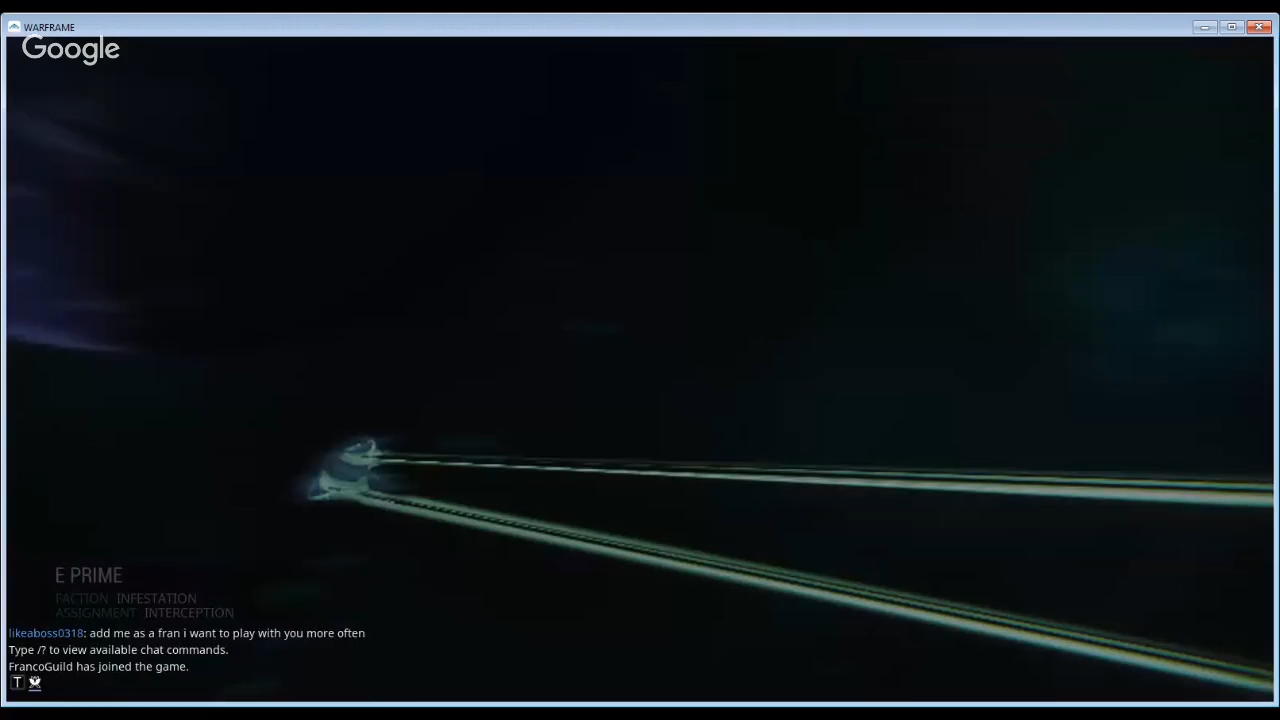 WARFRAME
Google
E PRIME
FACTION INFESTATION
ASSIGNMENT INTERCEPTION
likeaboss0318: add me as a fran i want to play with you more often
Type /? to view available chat commands.
FrancoGuild has joined the game.
T